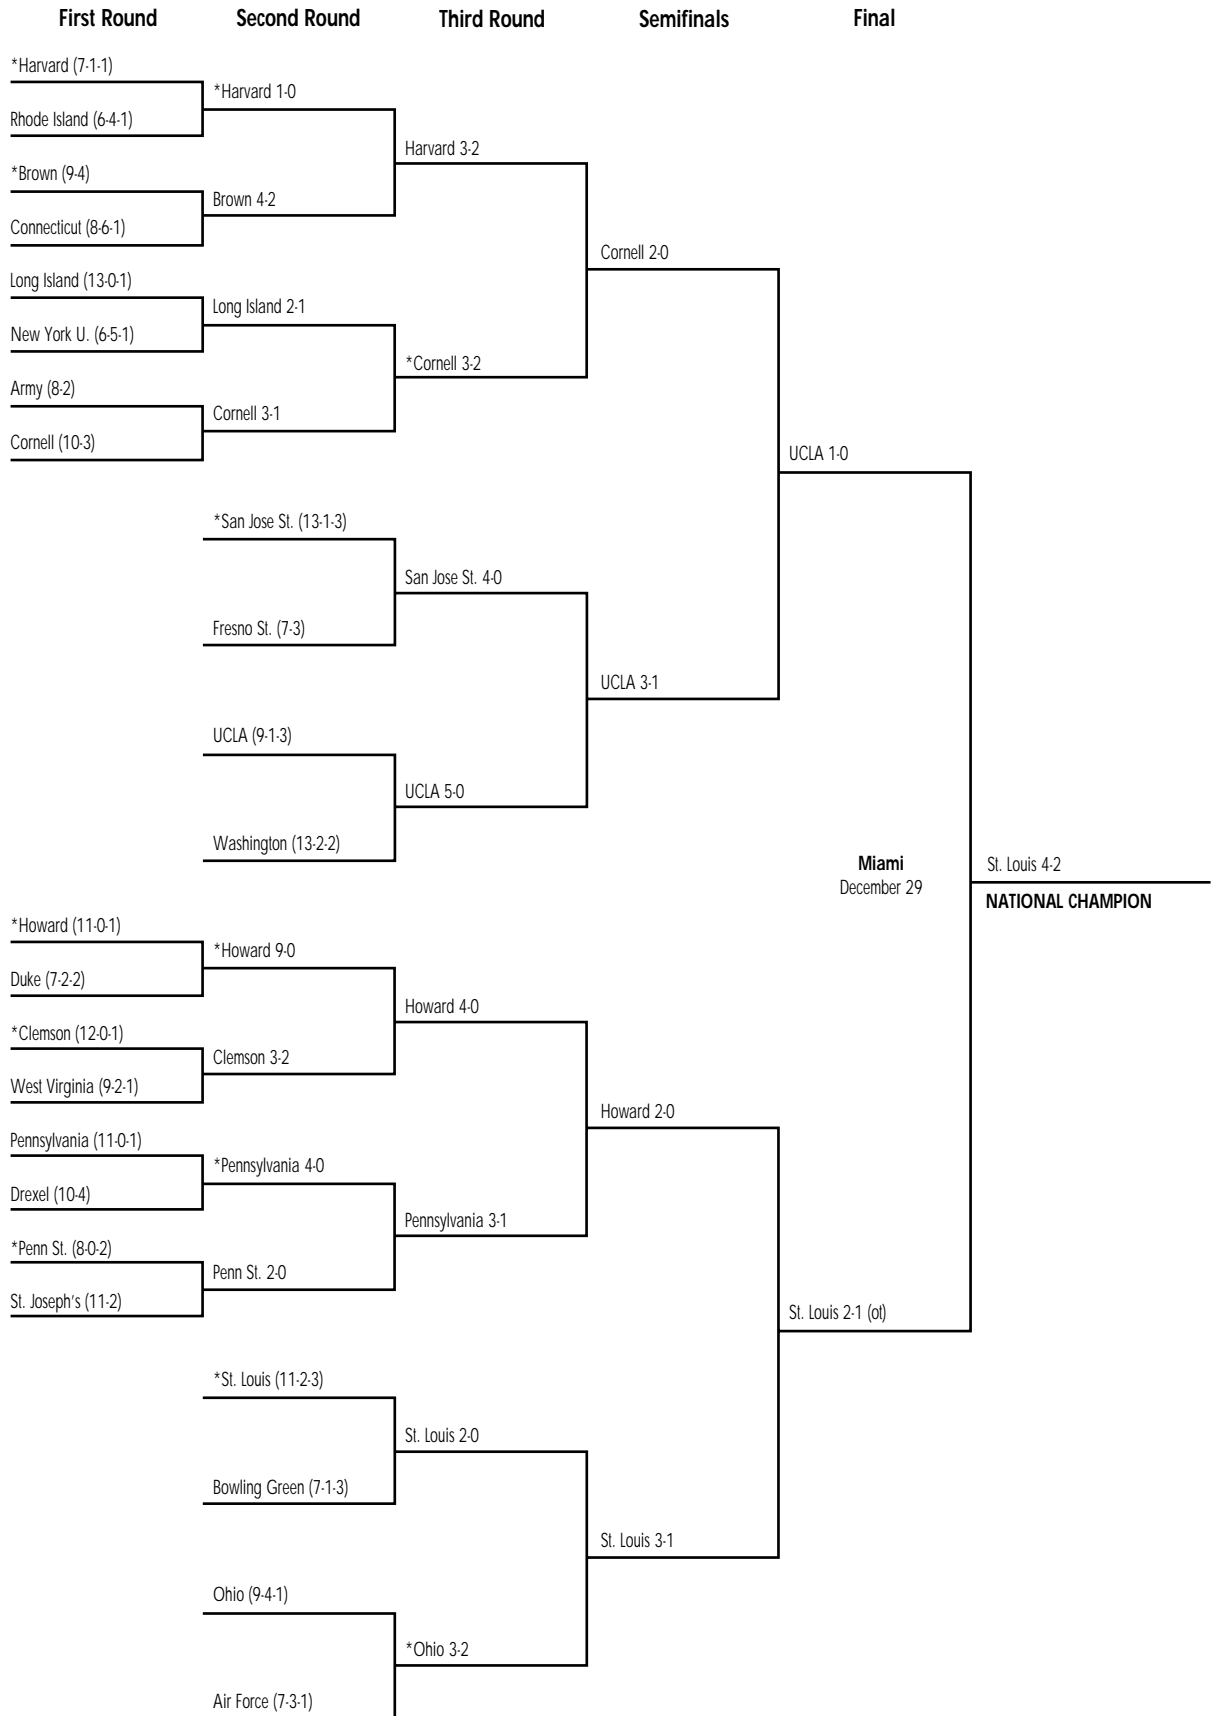 First Round Second Round Third Round Semifinals Final
*Harvard (7-1-1)
*Harvard 1-0
Rhode Island (6-4-1)
Harvard 3-2
*Brown (9-4)
Brown 4-2
Connecticut (8-6-1)
Cornell 2-0
Long Island (13-0-1)
Long Island 2-1
New York U. (6-5-1)
*Cornell 3-2
Army (8-2)
Cornell 3-1
Cornell (10-3)
UCLA 1-0
*San Jose St. (13-1-3)
San Jose St. 4-0
Fresno St. (7-3)
UCLA 3-1
UCLA (9-1-3)
UCLA 5-0
Washington (13-2-2)
Miami
December 29
St. Louis 4-2
NATIONAL CHAMPION
*Howard (11-0-1)
*Howard 9-0
Duke (7-2-2)
Howard 4-0
*Clemson (12-0-1)
Clemson 3-2
West Virginia (9-2-1)
Howard 2-0
Pennsylvania (11-0-1)
*Pennsylvania 4-0
Drexel (10-4)
Pennsylvania 3-1
*Penn St. (8-0-2)
Penn St. 2-0
St. Joseph's (11-2)
St. Louis 2-1 (ot)
*St. Louis (11-2-3)
St. Louis 2-0
Bowling Green (7-1-3)
St. Louis 3-1
Ohio (9-4-1)
*Ohio 3-2
Air Force (7-3-1)